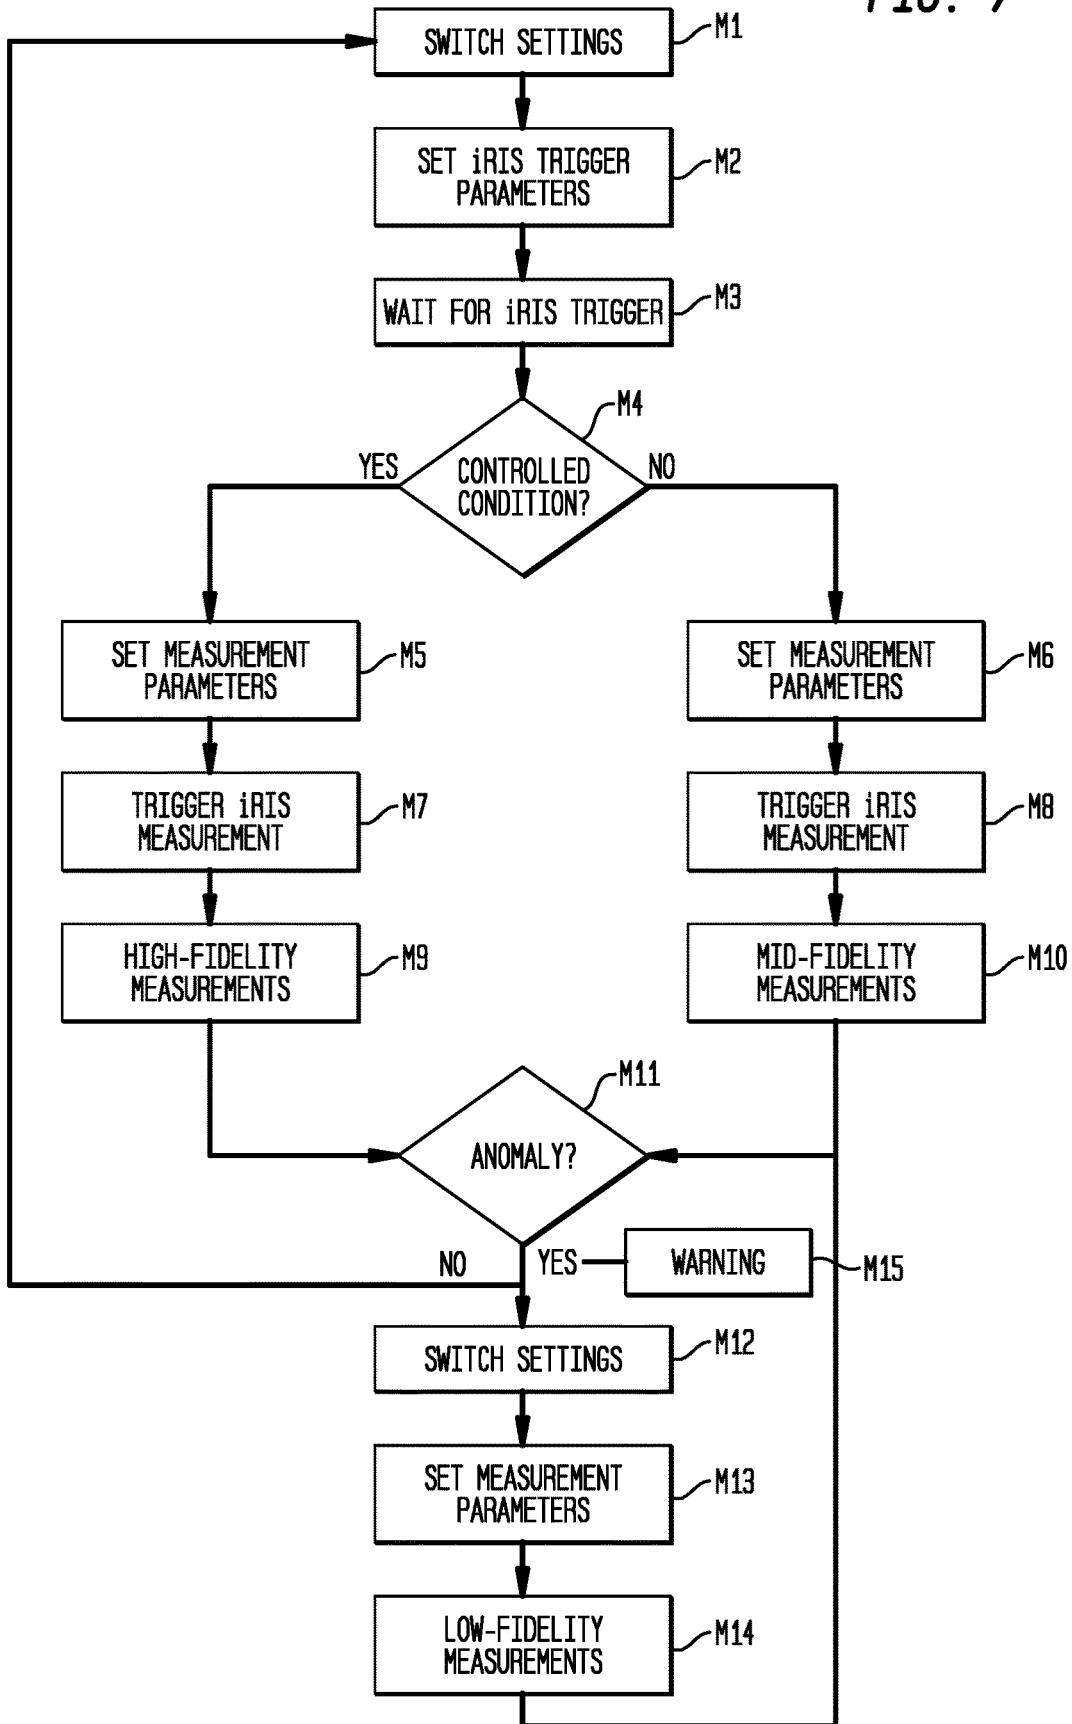 FIG. 7
SWITCH SETTINGS
M1
SET iRIS TRIGGER
PARAMETERS
M2
WAIT FOR iRIS TRIGGER
M3
M4
CONTROLLED
CONDITION?
YES
NO
SET MEASUREMENT
PARAMETERS
M5
SET MEASUREMENT
PARAMETERS
M6
TRIGGER iRIS
MEASUREMENT
M7
TRIGGER iRIS
MEASUREMENT
M8
HIGH-FIDELITY
MEASUREMENTS
M9
MID-FIDELITY
MEASUREMENTS
M10
M11
ANOMALY?
NO
YES
WARNING
M15
SWITCH SETTINGS
M12
SET MEASUREMENT
PARAMETERS
M13
LOW-FIDELITY
MEASUREMENTS
M14